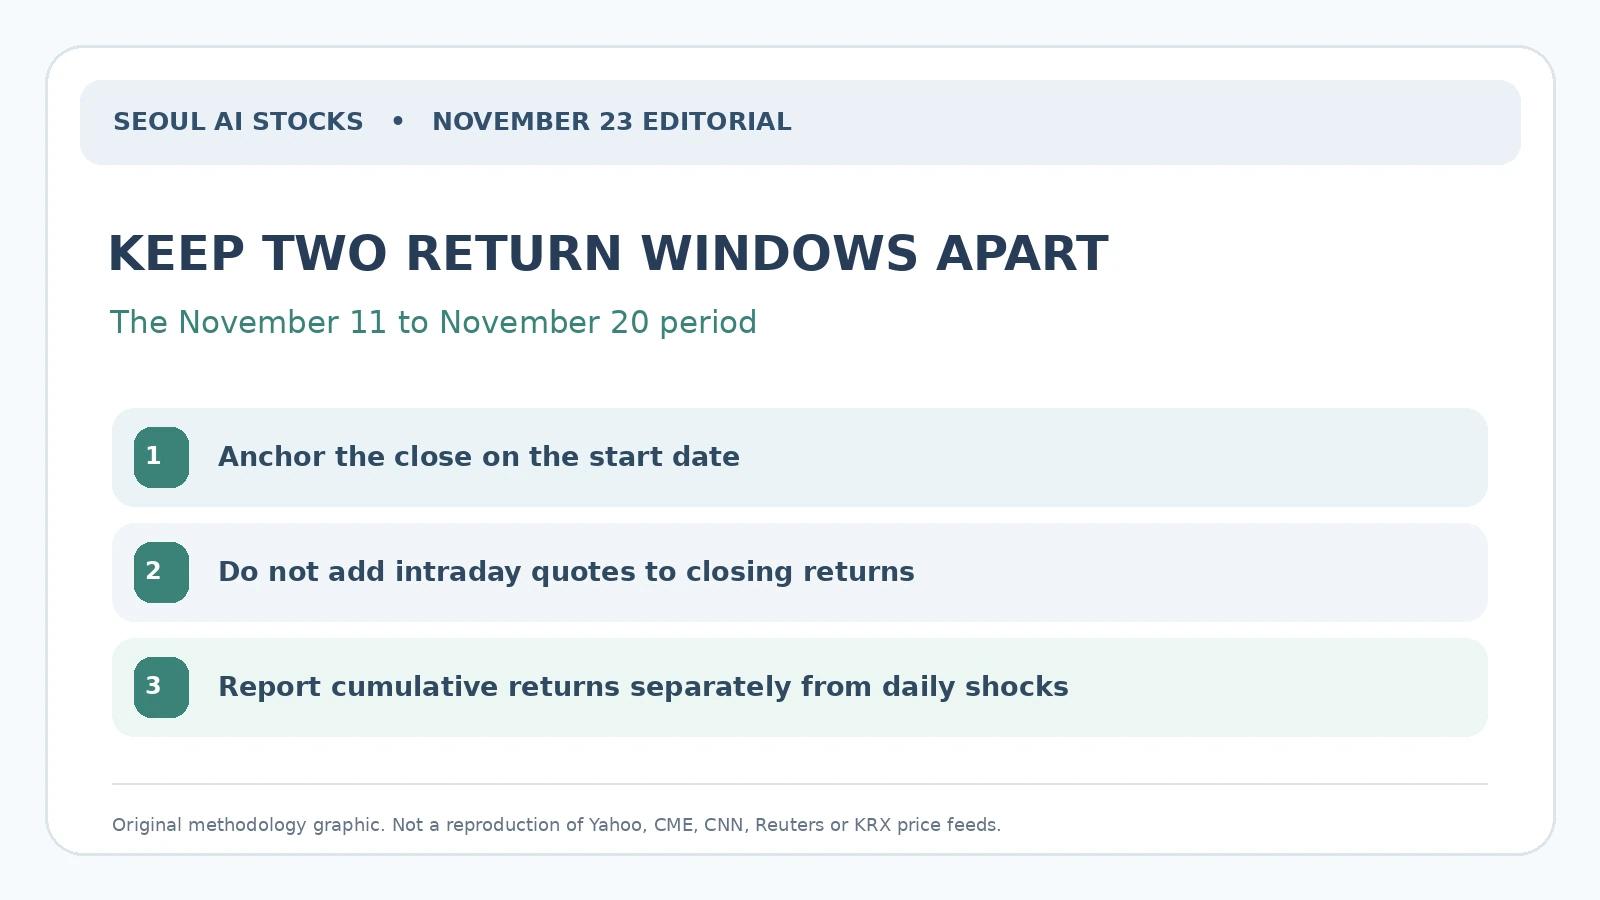 SEOUL AI STOCKS • NOVEMBER 23 EDITORIAL
KEEP TWO RETURN WINDOWS APART
The November 11 to November 20 period
1 Anchor the close on the start date
2 Do not add intraday quotes to closing returns
3 Report cumulative returns separately from daily shocks
Original methodology graphic. Not a reproduction of Yahoo, CME, CNN, Reuters or KRX price feeds.